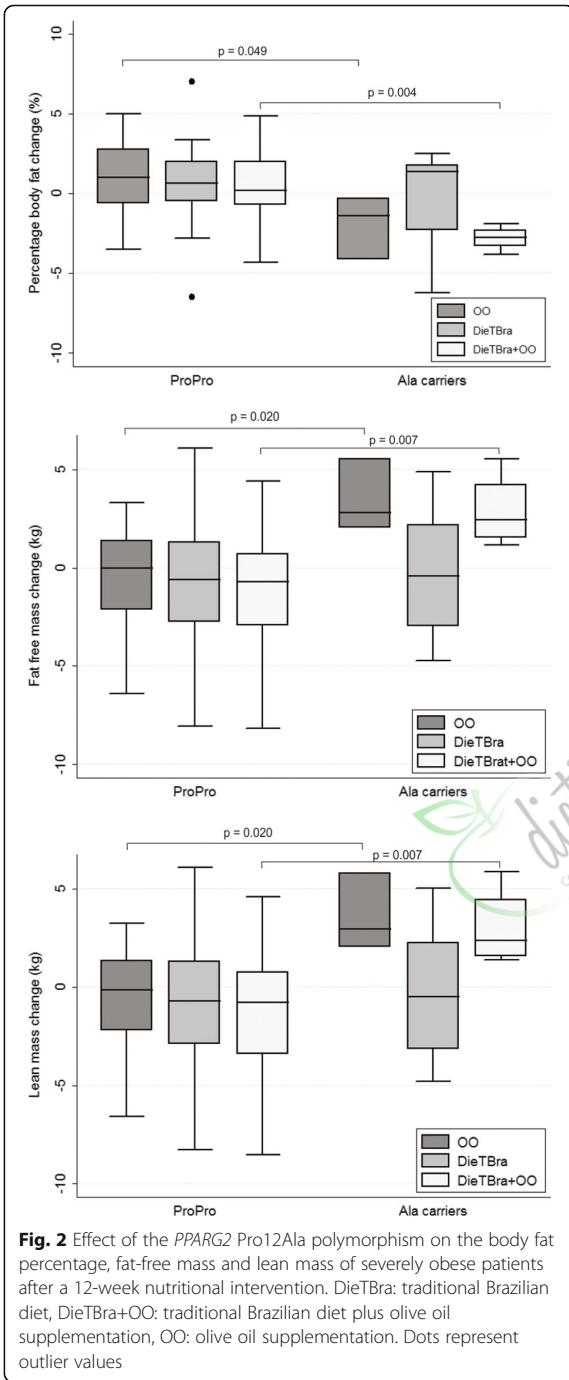 p = 0.049
p = 0.004
10
5
0
-5
-10
Percentage body fat change (%)
OO
DieTBra
DieTBra+OO
ProPro
Ala carriers
p = 0.020
p = 0.007
5
0
-5
-10
Fat free mass change (kg)
OO
DieTBra
DieTBrat+OO
ProPro
Ala carriers
p = 0.020
p = 0.007
5
0
-5
-10
Lean mass change (kg)
OO
DieTBra
DieTBra+OO
ProPro
Ala carriers
Fig. 2 Effect of the PPARG2 Pro12Ala polymorphism on the body fat
percentage, fat-free mass and lean mass of severely obese patients
after a 12-week nutritional intervention. DieTBra: traditional Brazilian
diet, DieTBra+OO: traditional Brazilian diet plus olive oil
supplementation, OO: olive oil supplementation. Dots represent
outlier values